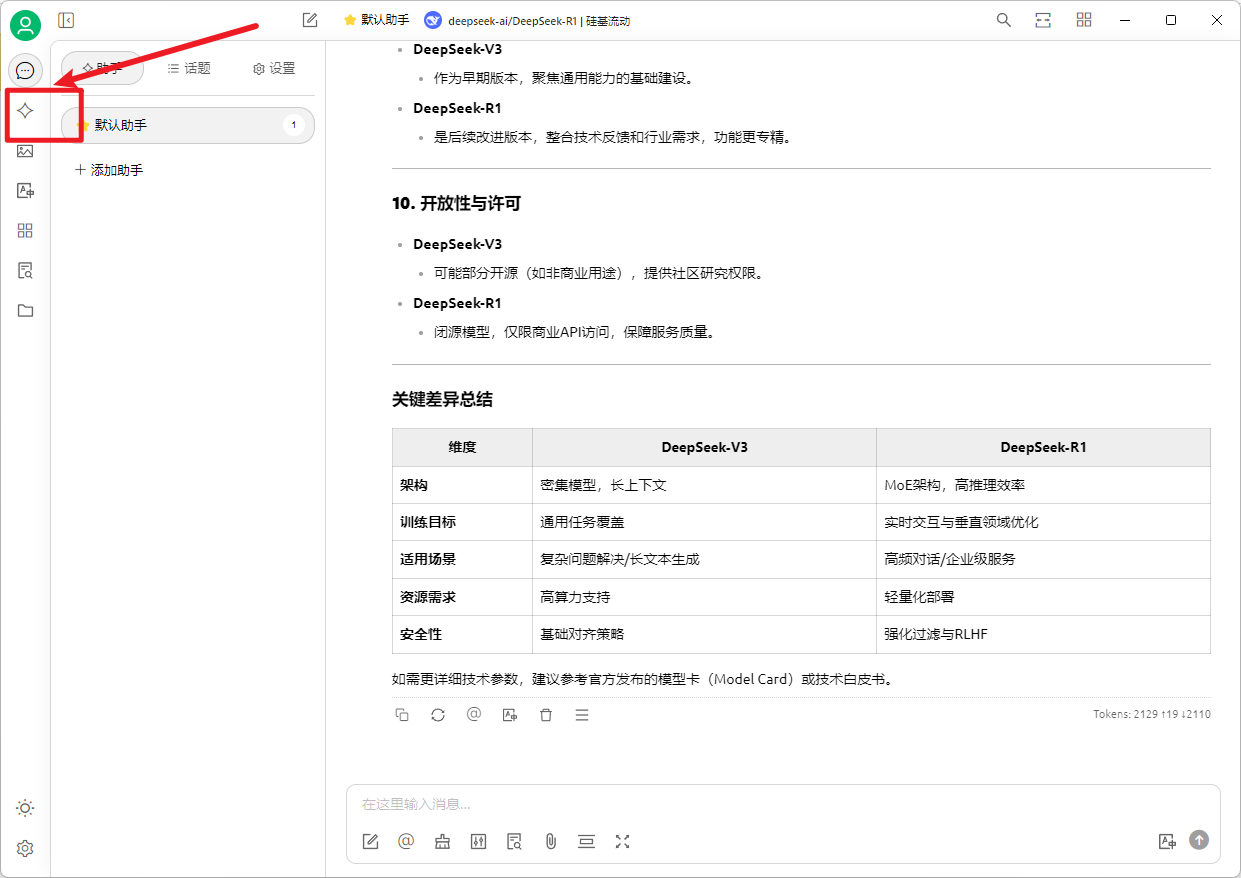 默认助手
deepseek-ai/DeepSeek-R1 | 硅基流动
助手
话题
设置
默认助手
1
添加助手
DeepSeek-V3
作为早期版本，聚焦通用能力的基础建设。
DeepSeek-R1
是后续改进版本，整合技术反馈和行业需求，功能更专精。
10. 开放性与许可
DeepSeek-V3
可能部分开源（如非商业用途），提供社区研究权限。
DeepSeek-R1
闭源模型，仅限商业API访问，保障服务质量。
关键差异总结
维度 DeepSeek-V3 DeepSeek-R1
架构 密集模型，长上下文 MoE架构，高推理效率
训练目标 通用任务覆盖 实时交互与垂直领域优化
适用场景 复杂问题解决/长文本生成 高频对话/企业级服务
资源需求 高算力支持 轻量化部署
安全性 基础对齐策略 强化过滤与RLHF
如需更详细技术参数，建议参考官方发布的模型卡（Model Card）或技术白皮书。
Tokens: 2129 ↑19 ↓2110
在这里输入消息...